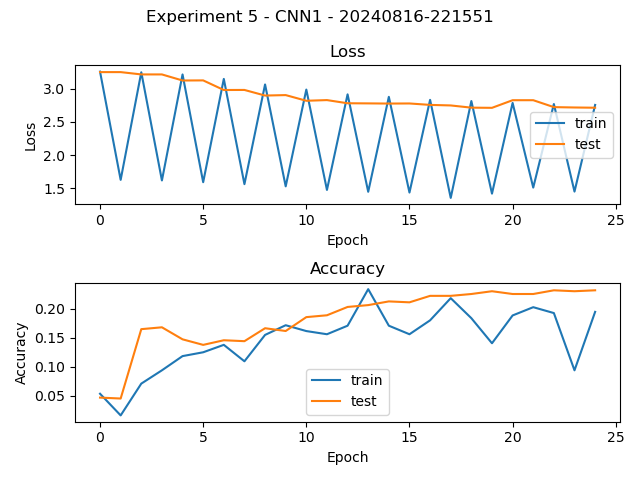 Experiment 5 - CNN1 - 20240816-221551
Loss
3.0
2.5
2.0
1.5
Loss
train
test
0 5 10 15 20 25
Epoch
Accuracy
0.20
0.15
0.10
0.05
Accuracy
train
test
0 5 10 15 20 25
Epoch